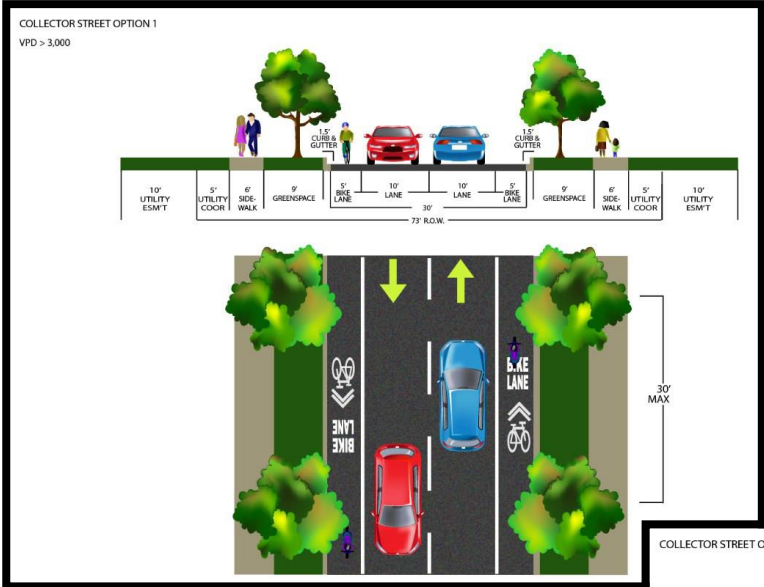 COLLECTOR STREET OPTION 1
VPD > 3,000
1.5'
CURB &
GUTTER
1.5'
CURB &
GUTTER
10'
UTILITY
ESM'T
5'
UTILITY
COOR
6'
SIDE-
WALK
9'
GREENSPACE
5'
BIKE
LANE
10'
LANE
10'
LANE
5'
BIKE
LANE
9'
GREENSPACE
6'
SIDE-
WALK
5'
UTILITY
COOR
10'
UTILITY
ESM'T
30'
73' R.O.W.
BIKE
LANE
BIKE
LANE
30'
MAX
COLLECTOR STREET O